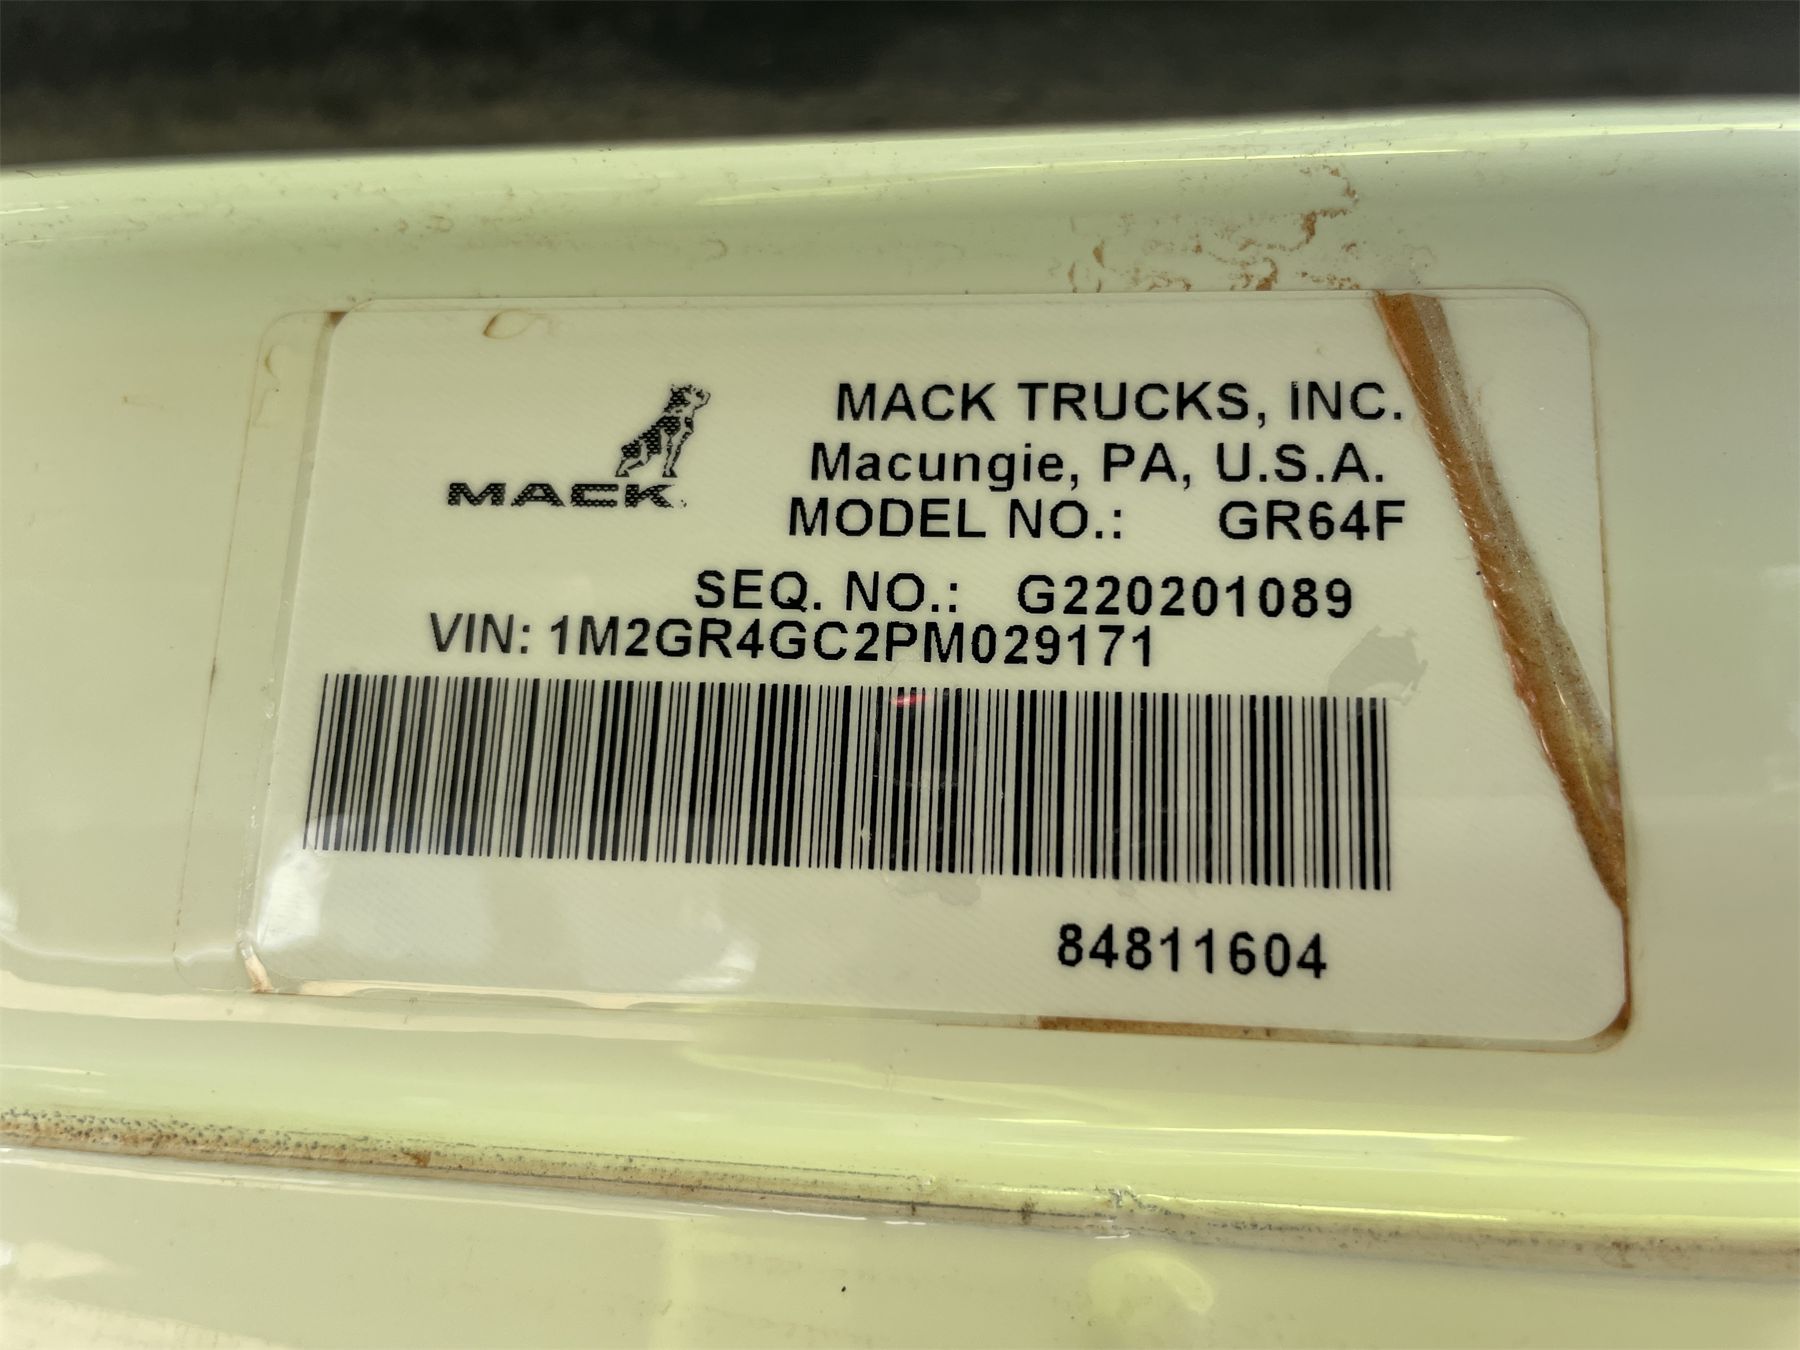 MACK
MACK TRUCKS, INC.
Macungie, PA, U.S.A.
MODEL NO.: GR64F
SEQ. NO.: G220201089
VIN: 1M2GR4GC2PM029171
84811604